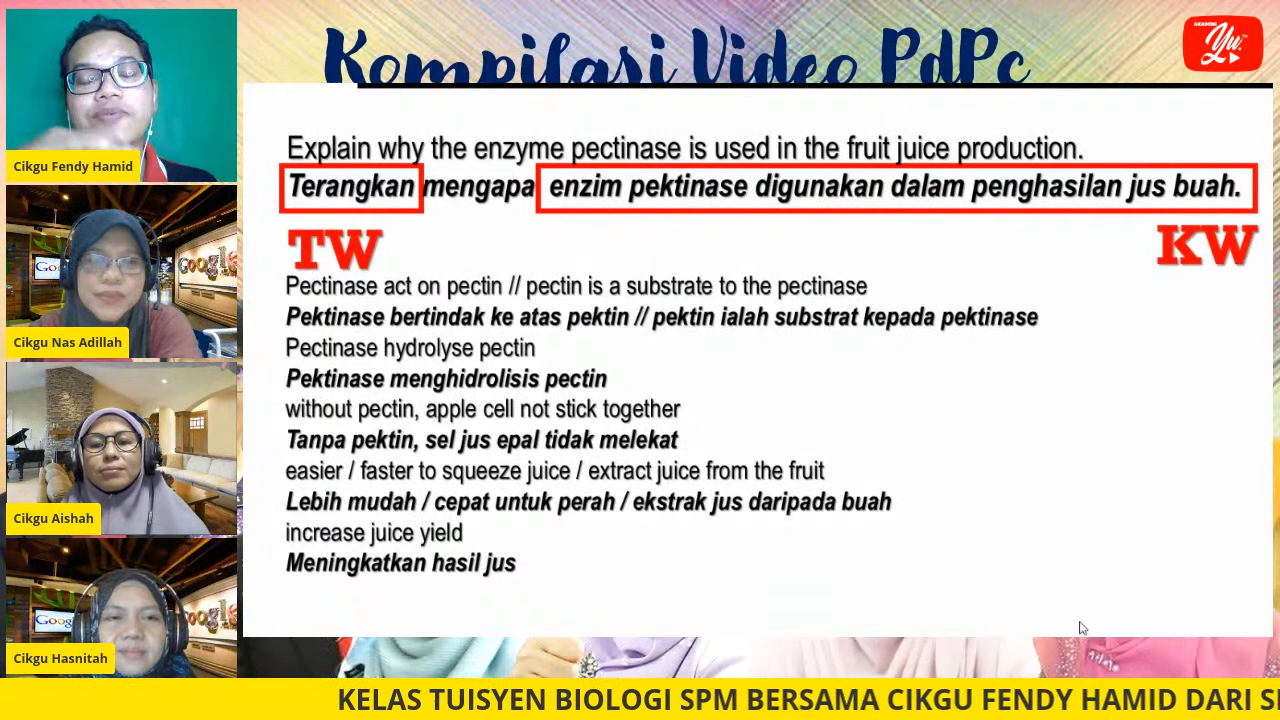 Kompilasi Video PdPc
AKADEMI
Yu
Cikgu Fendy Hamid
Cikgu Nas Adillah
Cikgu Aishah
Cikgu Hasnitah
Explain why the enzyme pectinase is used in the fruit juice production.
Terangkan mengapa enzim pektinase digunakan dalam penghasilan jus buah.
TW
KW
Pectinase act on pectin // pectin is a substrate to the pectinase
Pektinase bertindak ke atas pektin // pektin ialah substrat kepada pektinase
Pectinase hydrolyse pectin
Pektinase menghidrolisis pectin
without pectin, apple cell not stick together
Tanpa pektin, sel jus epal tidak melekat
easier / faster to squeeze juice / extract juice from the fruit
Lebih mudah / cepat untuk perah / ekstrak jus daripada buah
increase juice yield
Meningkatkan hasil jus
KELAS TUISYEN BIOLOGI SPM BERSAMA CIKGU FENDY HAMID DARI